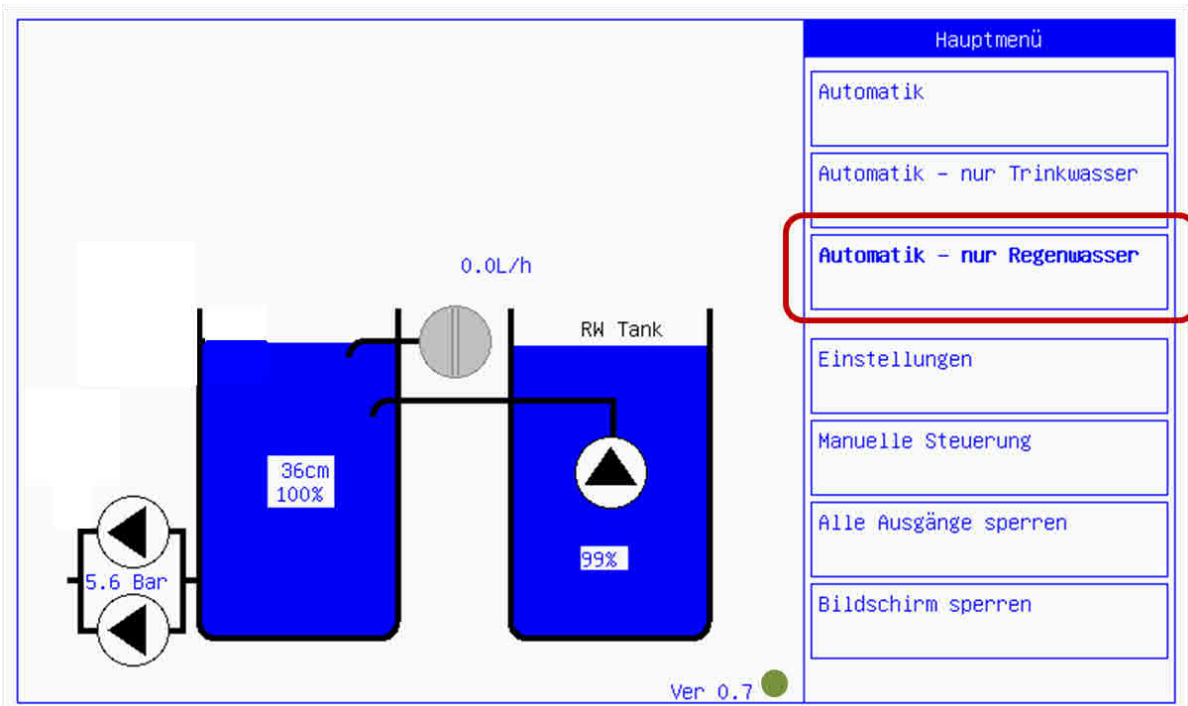 Hauptmenü
Automatik
Automatik - nur Trinkwasser
Automatik - nur Regenwasser
Einstellungen
Manuelle Steuerung
Alle Ausgänge sperren
Bildschirm sperren
0.0L/h
RW Tank
36cm
100%
99%
5.6 Bar
Ver 0.7